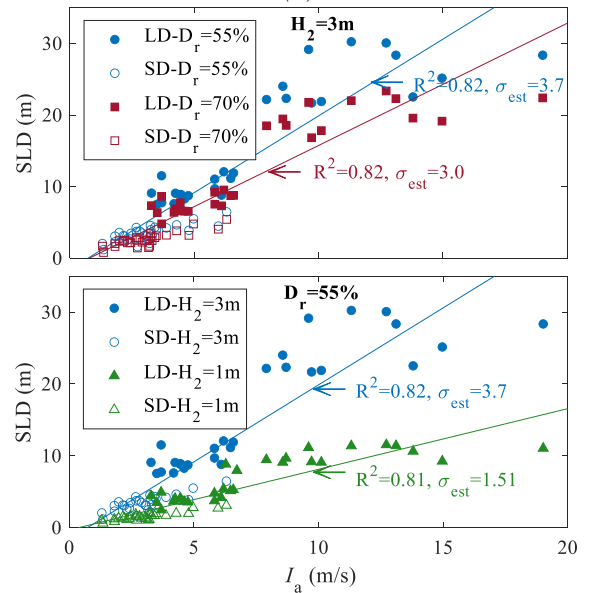 H2=3m
30
20
10
0
SLD (m)
LD-Dr=55%
SD-Dr=55%
LD-Dr=70%
SD-Dr=70%
R2=0.82, σest=3.7
R2=0.82, σest=3.0
Dr=55%
30
20
10
0
SLD (m)
LD-H2=3m
SD-H2=3m
LD-H2=1m
SD-H2=1m
R2=0.82, σest=3.7
R2=0.81, σest=1.51
0 5 10 15 20
Ia (m/s)